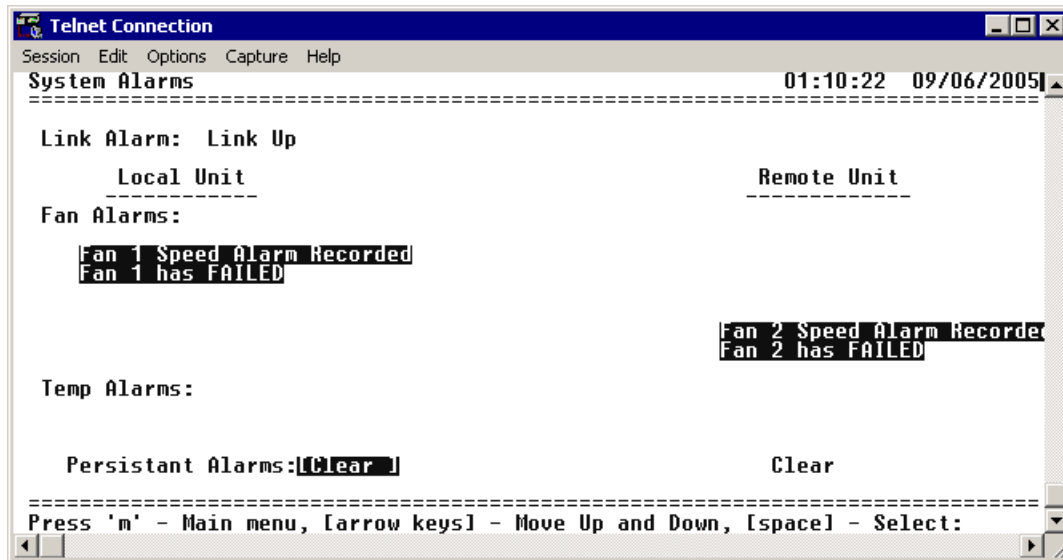 Telnet Connection
Session Edit Options Capture Help
System Alarms 01:10:22 09/06/2005
================================================================================
Link Alarm: Link Up
Local Unit Remote Unit
------------ -------------
Fan Alarms:
Fan 1 Speed Alarm Recorded
Fan 1 has FAILED
Fan 2 Speed Alarm Recorded
Fan 2 has FAILED
Temp Alarms:
Persistant Alarms:[Clear ] Clear
================================================================================
Press 'm' - Main menu, [arrow keys] - Move Up and Down, [space] - Select: